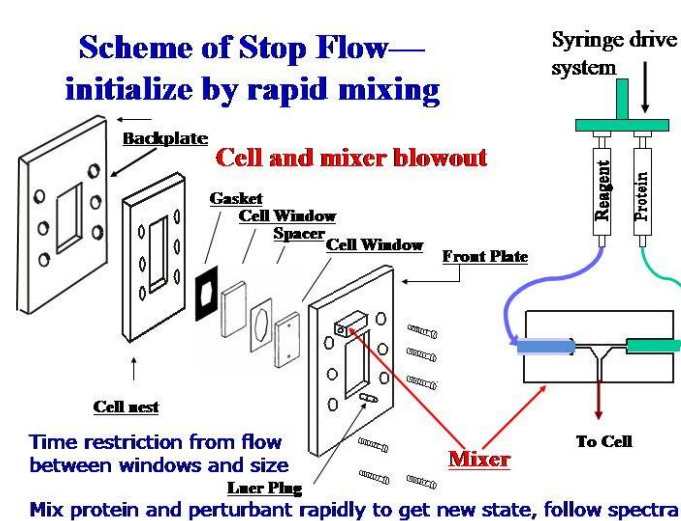 Scheme of Stop Flow—
initialize by rapid mixing
Syringe drive
system
Backplate
Cell and mixer blowout
Gasket
Cell Window
Spacer
Cell Window
Front Plate
Reagent
Protein
Cell nest
To Cell
Time restriction from flow
between windows and size
Mixer
Luer Plug
Mix protein and perturbant rapidly to get new state, follow spectra